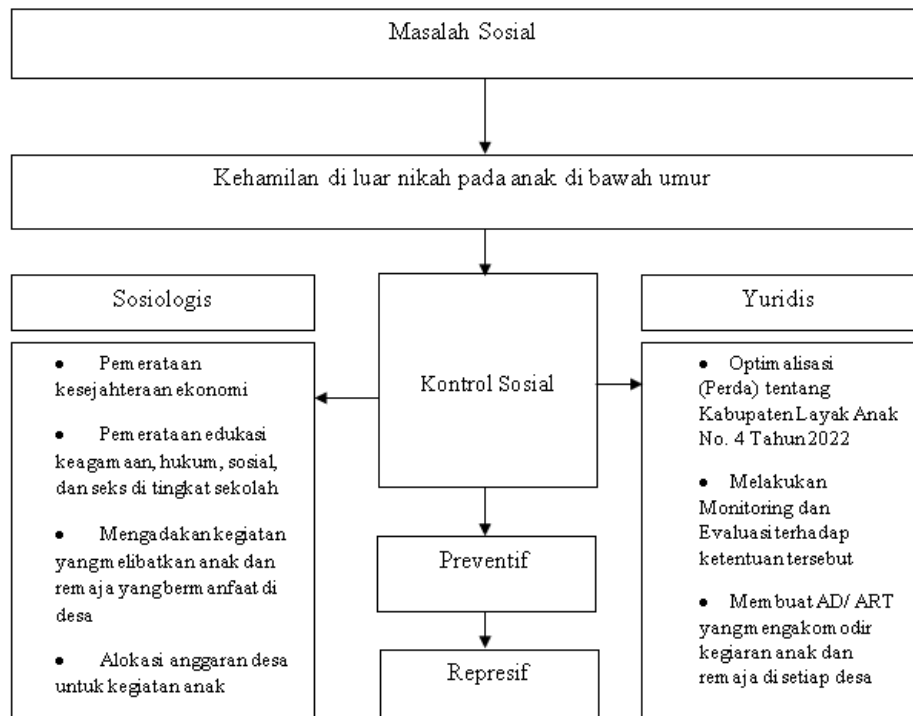 Masalah Sosial
Kehamilan di luar nikah pada anak di bawah umur
Sosiologis
• Pemerataan
kesejahteraan ekonomi
• Pemerataan edukasi
keagamaan, hukum, sosial,
dan seks di tingkat sekolah
• Mengadakan kegiatan
yang melibatkan anak dan
remaja yang bermanfaat di
desa
• Alokasi anggaran desa
untuk kegiatan anak
Kontrol Sosial
Preventif
Represif
Yuridis
• Optimalisasi
(Perda) tentang
Kabupaten Layak Anak
No. 4 Tahun 2022
• Melakukan
Monitoring dan
Evaluasi terhadap
ketentuan tersebut
• Membuat AD/ ART
yang mengakomodir
kegiaran anak dan
remaja di setiap desa